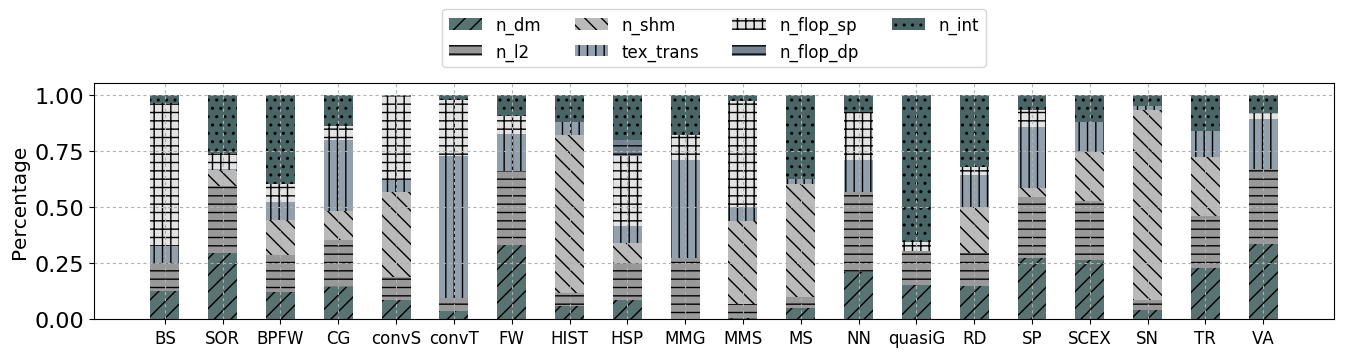 n_dm n_shm n_flop_sp n_int
n_l2 tex_trans n_flop_dp
Percentage
1.00
0.75
0.50
0.25
0.00
BS SOR BPFW CG convS convT FW HIST HSP MMG MMS MS NN quasiG RD SP SCEX SN TR VA